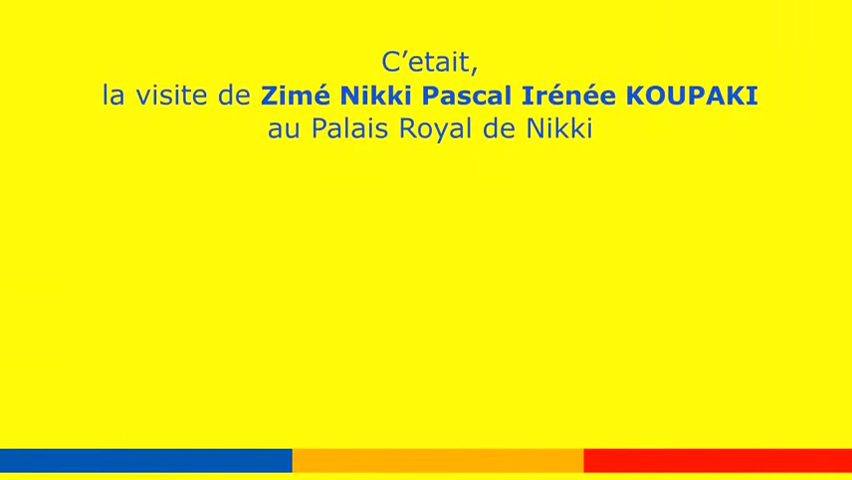 C’etait,
la visite de Zimé Nikki Pascal Irénée KOUPAKI
au Palais Royal de Nikki